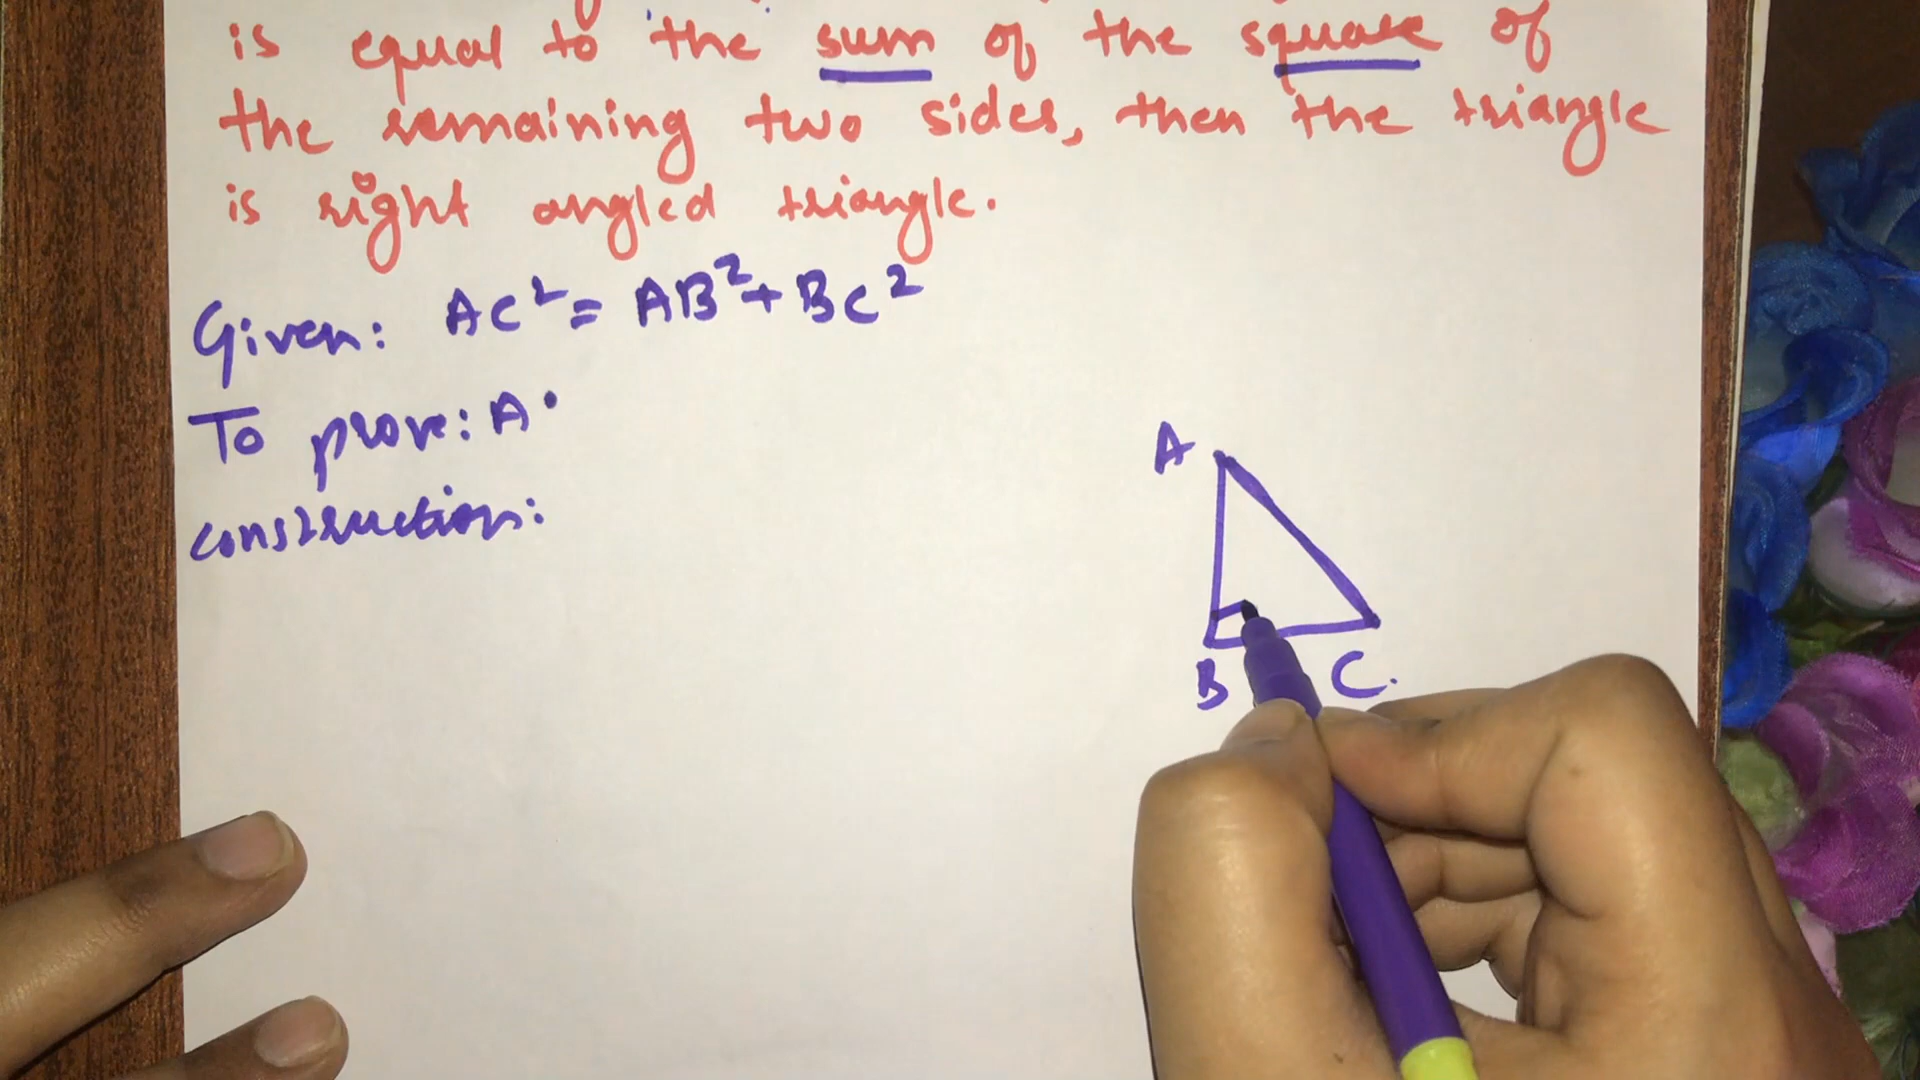 is equal to the sum of the square of
the remaining two sides, then the triangle
is right angled triangle.
Given: AC²= AB²+BC²
To prove: A
construction:
A
B C.